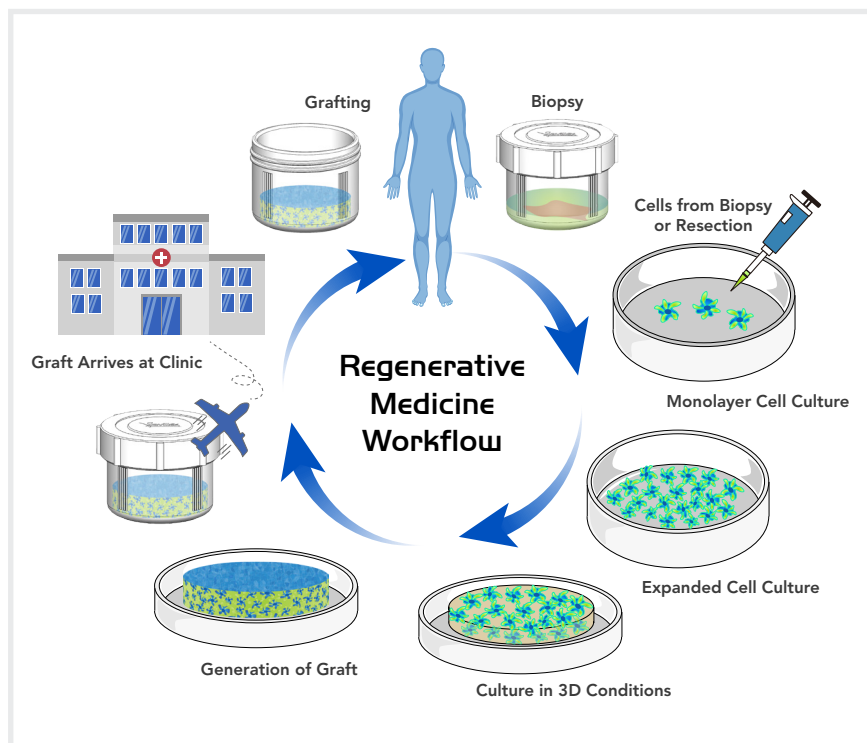 Grafting
Biopsy
Cells from Biopsy
or Resection
Monolayer Cell Culture
Expanded Cell Culture
Culture in 3D Conditions
Generation of Graft
Graft Arrives at Clinic
Regenerative
Medicine
Workflow